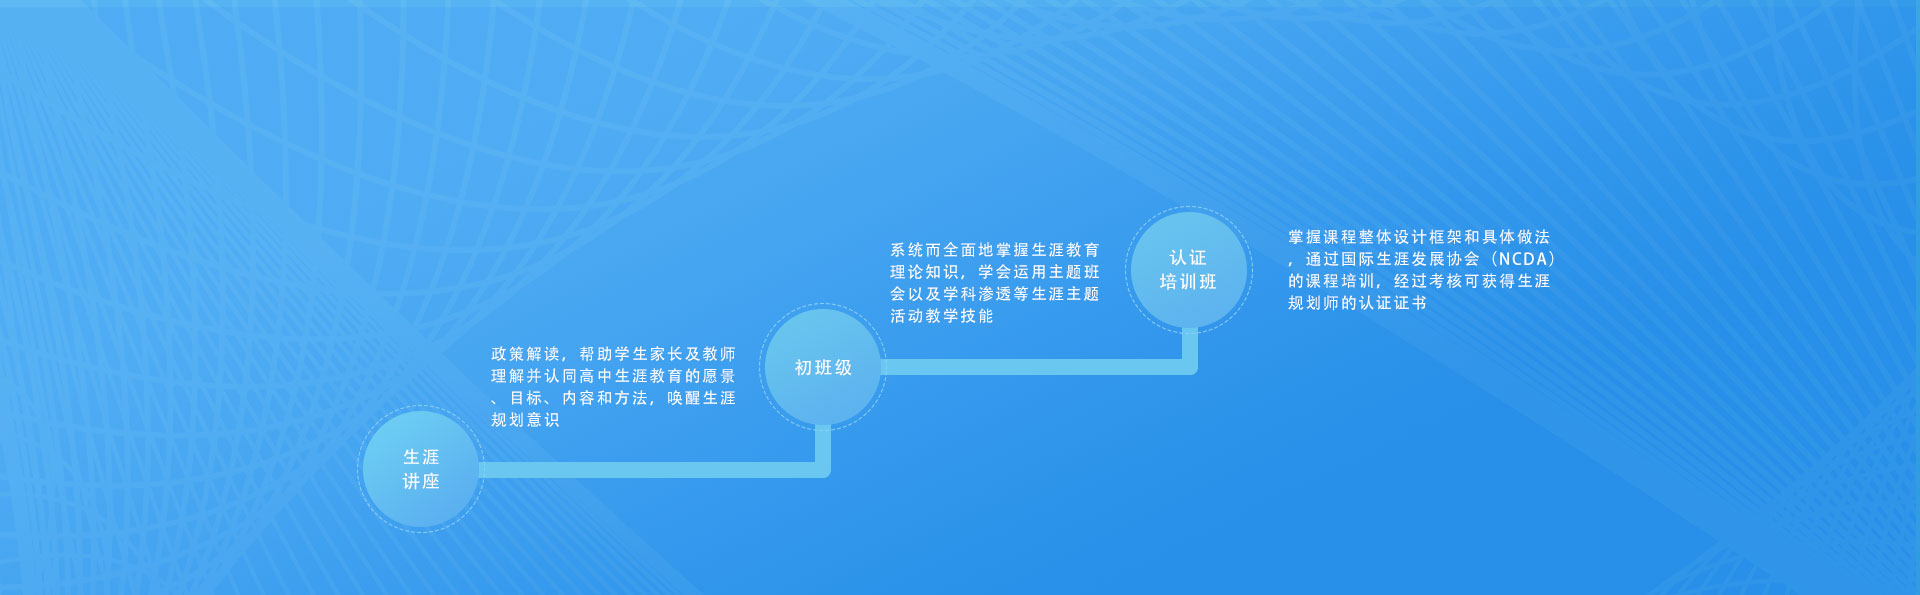 生涯
讲座
政策解读，帮助学生家长及教师
理解并认同高中生涯教育的愿景
、目标、内容和方法，唤醒生涯
规划意识
初班级
系统而全面地掌握生涯教育
理论知识，学会运用主题班
会以及学科渗透等生涯主题
活动教学技能
认证
培训班
掌握课程整体设计框架和具体做法
，通过国际生涯发展协会（NCDA）
的课程培训，经过考核可获得生涯
规划师的认证证书